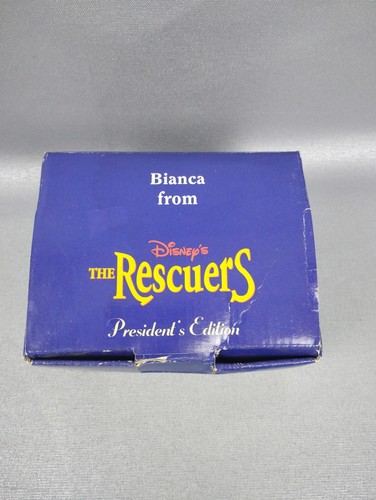 Bianca
from
Disney's
THE RESCUERS
President's Edition